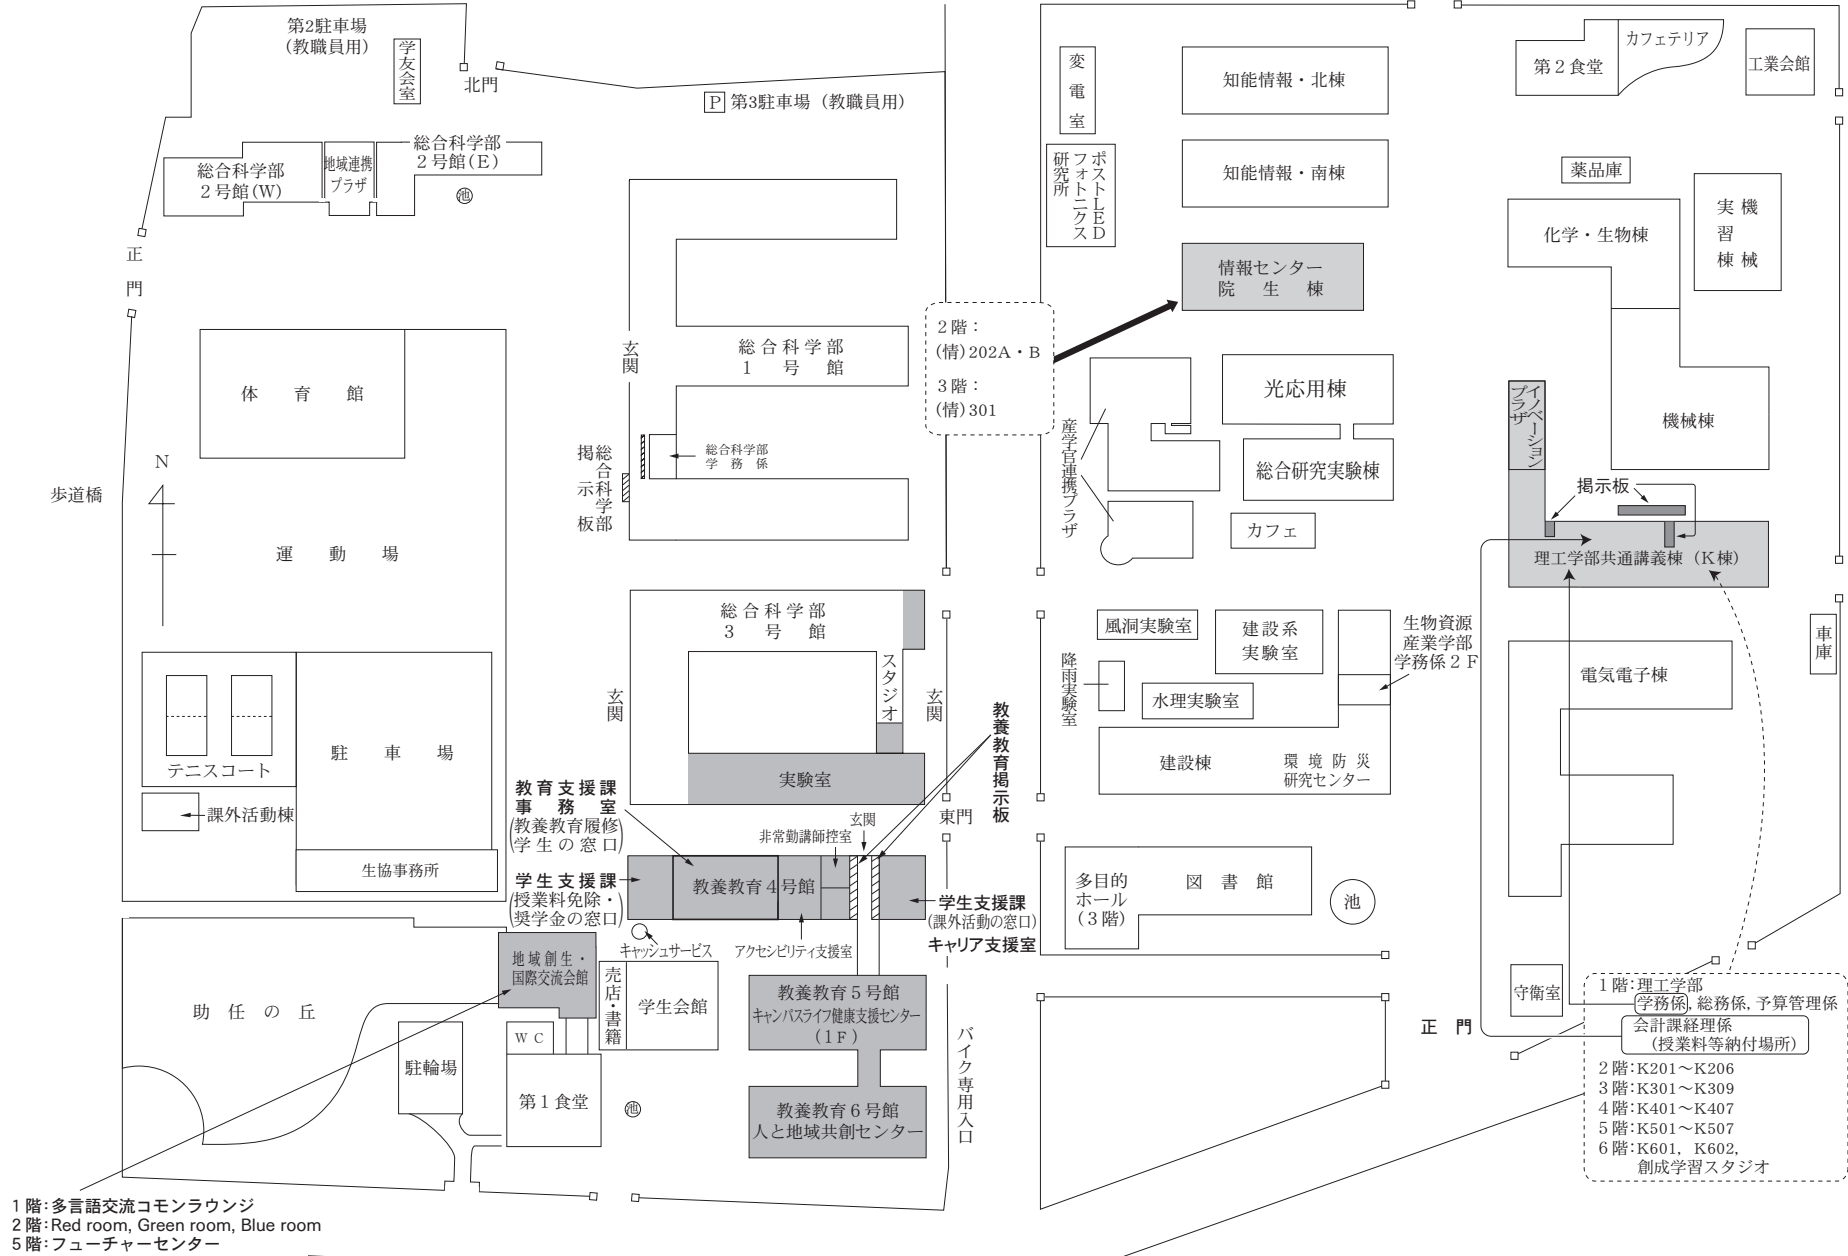 第2駐車場
(教職員用)
学友会室
北門
P 第3駐車場（教職員用）
総合科学部
２号館(W)
地域連携
プラザ
総合科学部
２号館(E)
池
正門
体育館
N
歩道橋
運動場
テニスコート
駐車場
課外活動棟
生協事務所
玄関
総合科学部
１号館
総合科学部
学務係
総合科学部
掲示板
総合科学部
３号館
スタジオ
玄関
玄関
実験室
教育支援課
事務室
(教養教育履修
学生の窓口)
学生支援課
(授業料免除・
奨学金の窓口)
非常勤講師控室
玄関
東門
教養教育掲示板
教養教育４号館
学生支援課
(課外活動の窓口)
キャリア支援室
キャッシュサービス
アクセシビリティ支援室
地域創生・
国際交流会館
売店・書籍
学生会館
教養教育５号館
キャンパスライフ健康支援センター
(１F)
助任の丘
WC
駐輪場
第１食堂
池
教養教育６号館
人と地域共創センター
バイク専用入口
1階:多言語交流コモンラウンジ
2階:Red room, Green room, Blue room
5階:フューチャーセンター
変電室
知能情報・北棟
ポストLED
フォトニクス
研究所
知能情報・南棟
情報センター
院生棟
2階：
(情)202A・B
3階：
(情)301
光応用棟
産学官連携プラザ
総合研究実験棟
カフェ
風洞実験室
建設系
実験室
生物資源
産業学部
学務係２F
降雨実験室
水理実験室
建設棟
環境防災
研究センター
多目的
ホール
(３階)
図書館
池
第２食堂
カフェテリア
工業会館
薬品庫
化学・生物棟
機械
実習棟
イノベーション
プラザ
機械棟
掲示板
理工学部共通講義棟（K棟）
車庫
電気電子棟
守衛室
正門
1階:理工学部
学務係, 総務係, 予算管理係
会計課経理係
(授業料等納付場所)
2階:K201～K206
3階:K301～K309
4階:K401～K407
5階:K501～K507
6階:K601, K602,
創成学習スタジオ